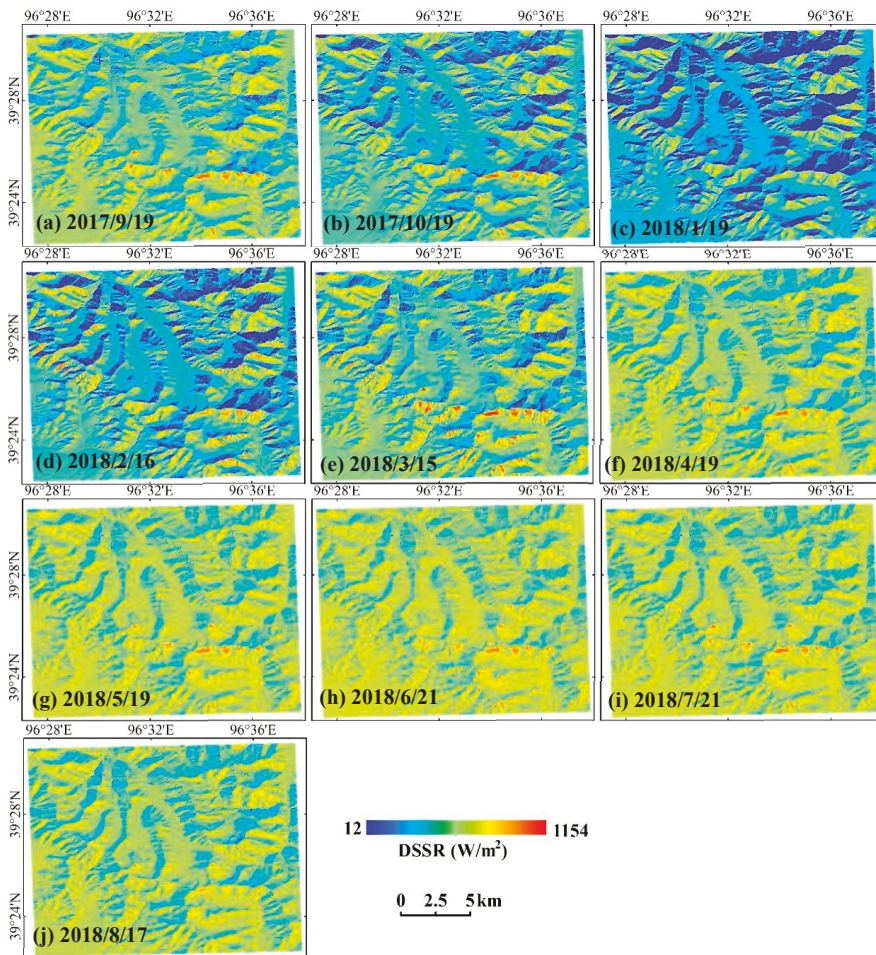 96°28'E 96°32'E 96°36'E 96°28'E 96°32'E 96°36'E 96°28'E 96°32'E 96°36'E
39°28'N
39°24'N
(a) 2017/9/19 (b) 2017/10/19 (c) 2018/1/19
96°28'E 96°32'E 96°36'E 96°28'E 96°32'E 96°36'E 96°28'E 96°32'E 96°36'E
39°28'N
39°24'N
(d) 2018/2/16 (e) 2018/3/15 (f) 2018/4/19
96°28'E 96°32'E 96°36'E 96°28'E 96°32'E 96°36'E 96°28'E 96°32'E 96°36'E
39°28'N
39°24'N
(g) 2018/5/19 (h) 2018/6/21 (i) 2018/7/21
96°28'E 96°32'E 96°36'E
39°28'N
39°24'N
(j) 2018/8/17
12 1154
DSSR (W/m²)
0 2.5 5 km